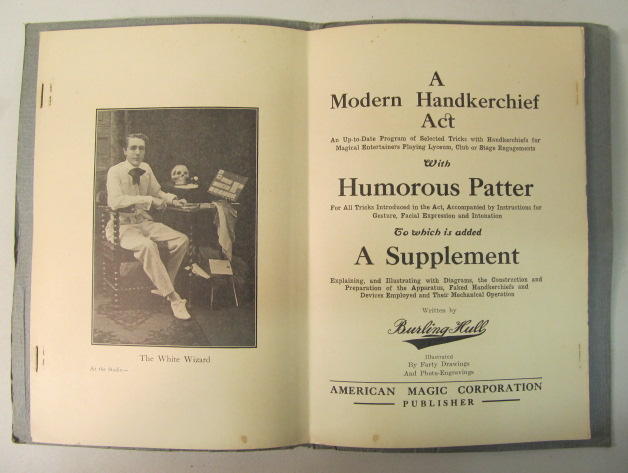 The White Wizard
At the Studio—
A
Modern Handkerchief
Act
An Up-to-Date Program of Selected Tricks with Handkerchiefs for
Magical Entertainers Playing Lyceum, Club or Stage Engagements
With
Humorous Patter
For All Tricks Introduced in the Act, Accompanied by Instructions for
Gesture, Facial Expression and Intonation
To which is added
A Supplement
Explaining, and Illustrating with Diagrams, the Construction and
Preparation of the Apparatus, Faked Handkerchiefs and
Devices Employed and Their Mechanical Operation
Written by
Burling Hull
Illustrated
By Forty Drawings
And Photo-Engravings
AMERICAN MAGIC CORPORATION
PUBLISHER